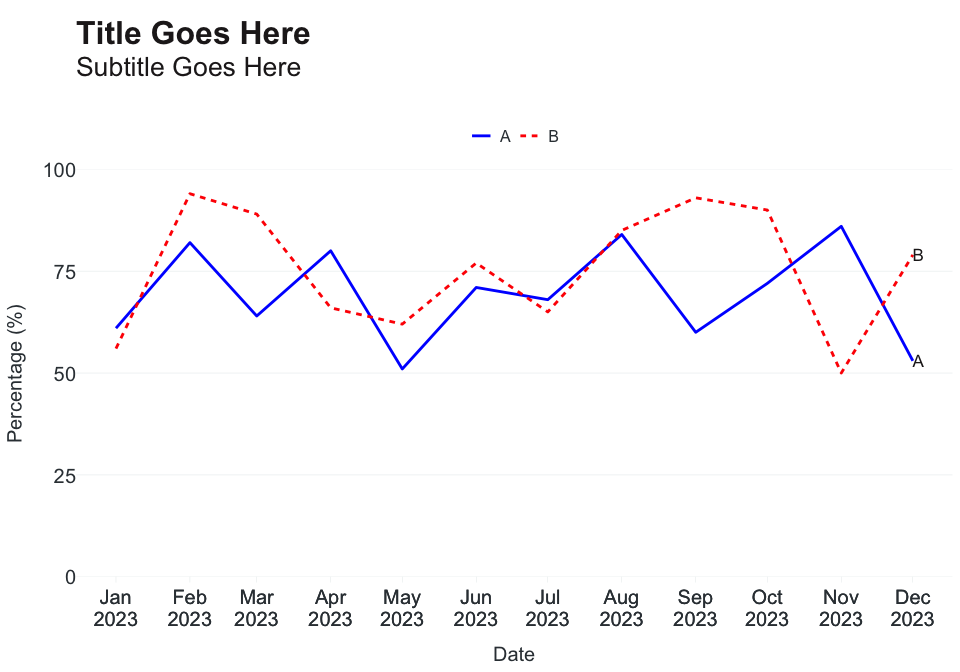 Title Goes Here
Subtitle Goes Here
A B
100
75
50
25
0
Percentage (%)
B
A
Jan Feb Mar Apr May Jun Jul Aug Sep Oct Nov Dec
2023 2023 2023 2023 2023 2023 2023 2023 2023 2023 2023 2023
Date